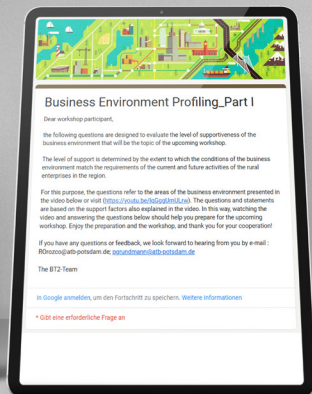 Business Environment Profiling_Part I
Dear workshop participant,
the following questions are designed to evaluate the level of supportiveness of the
business environment that will be the topic of the upcoming workshop.
The level of support is determined by the extent to which the conditions of the business
environment match the requirements of the current and future activities of the rural
enterprises in the region.
For this purpose, the questions refer to the areas of the business environment presented in
the video below or visit (https://youtu.be/IqGogUmULrw). The questions and statements
are based on the support factors also explained in the video. In this way, watching the
video and answering the questions below should help you prepare for the upcoming
workshop. Enjoy the preparation and the workshop, and thank you for your cooperation!
If you have any questions or feedback, we look forward to hearing from you by e-mail :
ROrozco@atb-potsdam.de; pgrundmann@atb-potsdam.de
The BT2-Team
In Google anmelden, um den Fortschritt zu speichern. Weitere Informationen
* Gibt eine erforderliche Frage an